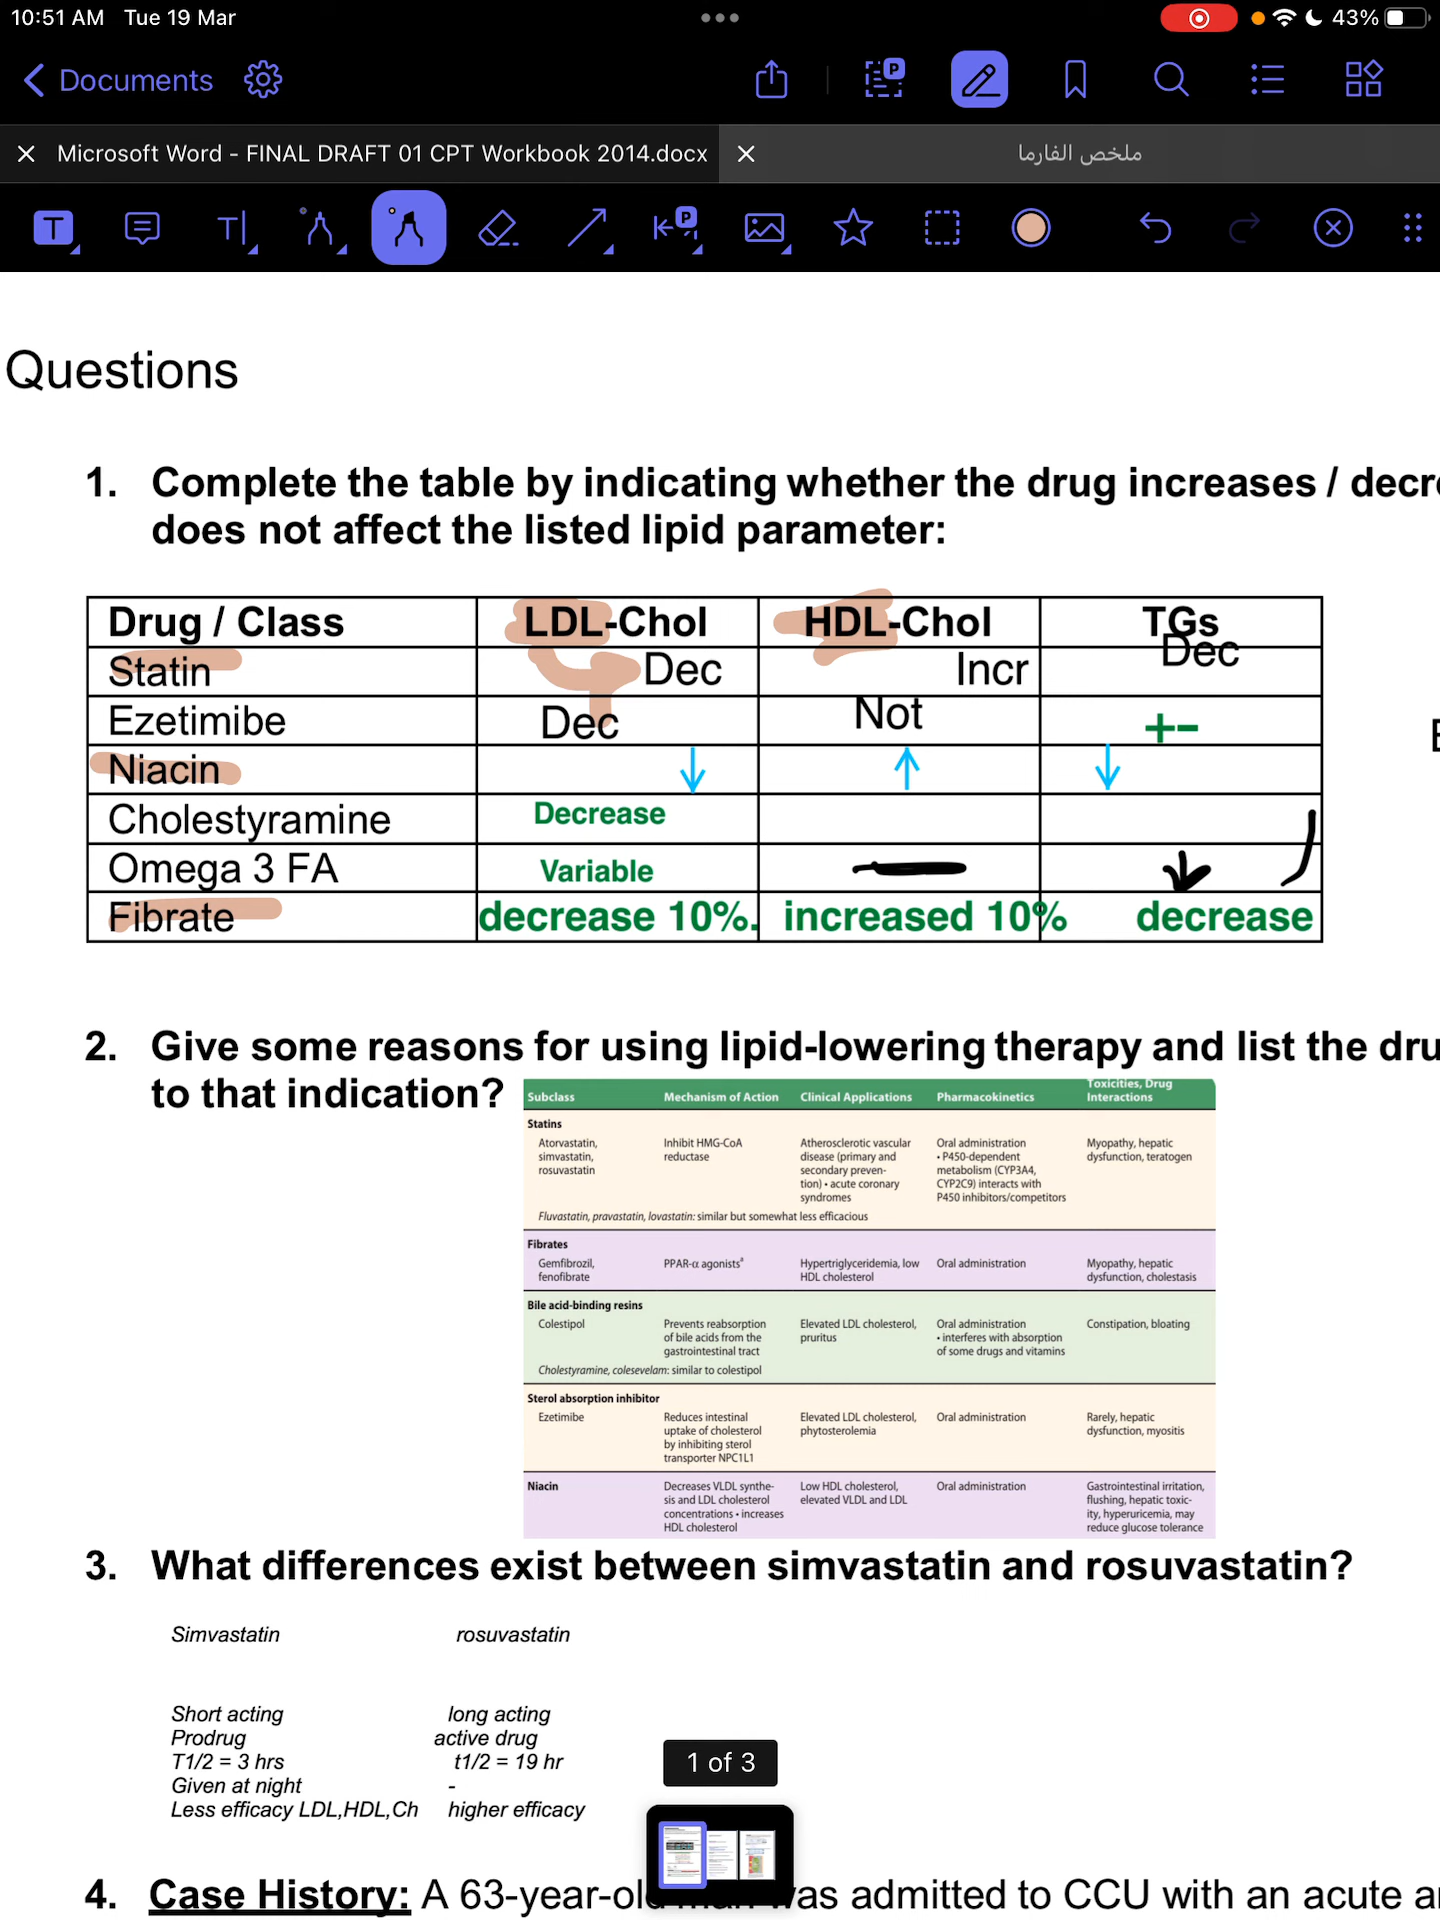 10:51 AM Tue 19 Mar
43%
Documents
Microsoft Word - FINAL DRAFT 01 CPT Workbook 2014.docx
ملخص الفارما
Questions
1. Complete the table by indicating whether the drug increases / decr
does not affect the listed lipid parameter:
Drug / Class LDL-Chol HDL-Chol TGs
Statin Dec Incr Dec
Ezetimibe Dec Not +-
Niacin ↓ ↑ ↓
Cholestyramine Decrease
Omega 3 FA Variable — ↓
Fibrate decrease 10%. increased 10% decrease
2. Give some reasons for using lipid-lowering therapy and list the dru
to that indication?
Subclass Mechanism of Action Clinical Applications Pharmacokinetics Toxicities, Drug Interactions
Statins
Atorvastatin, Inhibit HMG-CoA Atherosclerotic vascular Oral administration Myopathy, hepatic
simvastatin, reductase disease (primary and • P450-dependent dysfunction, teratogen
rosuvastatin secondary preven- metabolism (CYP3A4,
tion) • acute coronary CYP2C9) interacts with
syndromes P450 inhibitors/competitors
Fluvastatin, pravastatin, lovastatin: similar but somewhat less efficacious
Fibrates
Gemfibrozil, PPAR-α agonistsª Hypertriglyceridemia, low Oral administration Myopathy, hepatic
fenofibrate HDL cholesterol dysfunction, cholestasis
Bile acid-binding resins
Colestipol Prevents reabsorption Elevated LDL cholesterol, Oral administration Constipation, bloating
of bile acids from the pruritus • interferes with absorption
gastrointestinal tract of some drugs and vitamins
Cholestyramine, colesevelam: similar to colestipol
Sterol absorption inhibitor
Ezetimibe Reduces intestinal Elevated LDL cholesterol, Oral administration Rarely, hepatic
uptake of cholesterol phytosterolemia dysfunction, myositis
by inhibiting sterol
transporter NPC1L1
Niacin Decreases VLDL synthe- Low HDL cholesterol, Oral administration Gastrointestinal irritation,
sis and LDL cholesterol elevated VLDL and LDL flushing, hepatic toxic-
concentrations • increases ity, hyperuricemia, may
HDL cholesterol reduce glucose tolerance
3. What differences exist between simvastatin and rosuvastatin?
Simvastatin rosuvastatin
Short acting long acting
Prodrug active drug
T1/2 = 3 hrs t1/2 = 19 hr
Given at night -
Less efficacy LDL,HDL,Ch higher efficacy
1 of 3
4. Case History: A 63-year-old man was admitted to CCU with an acute a